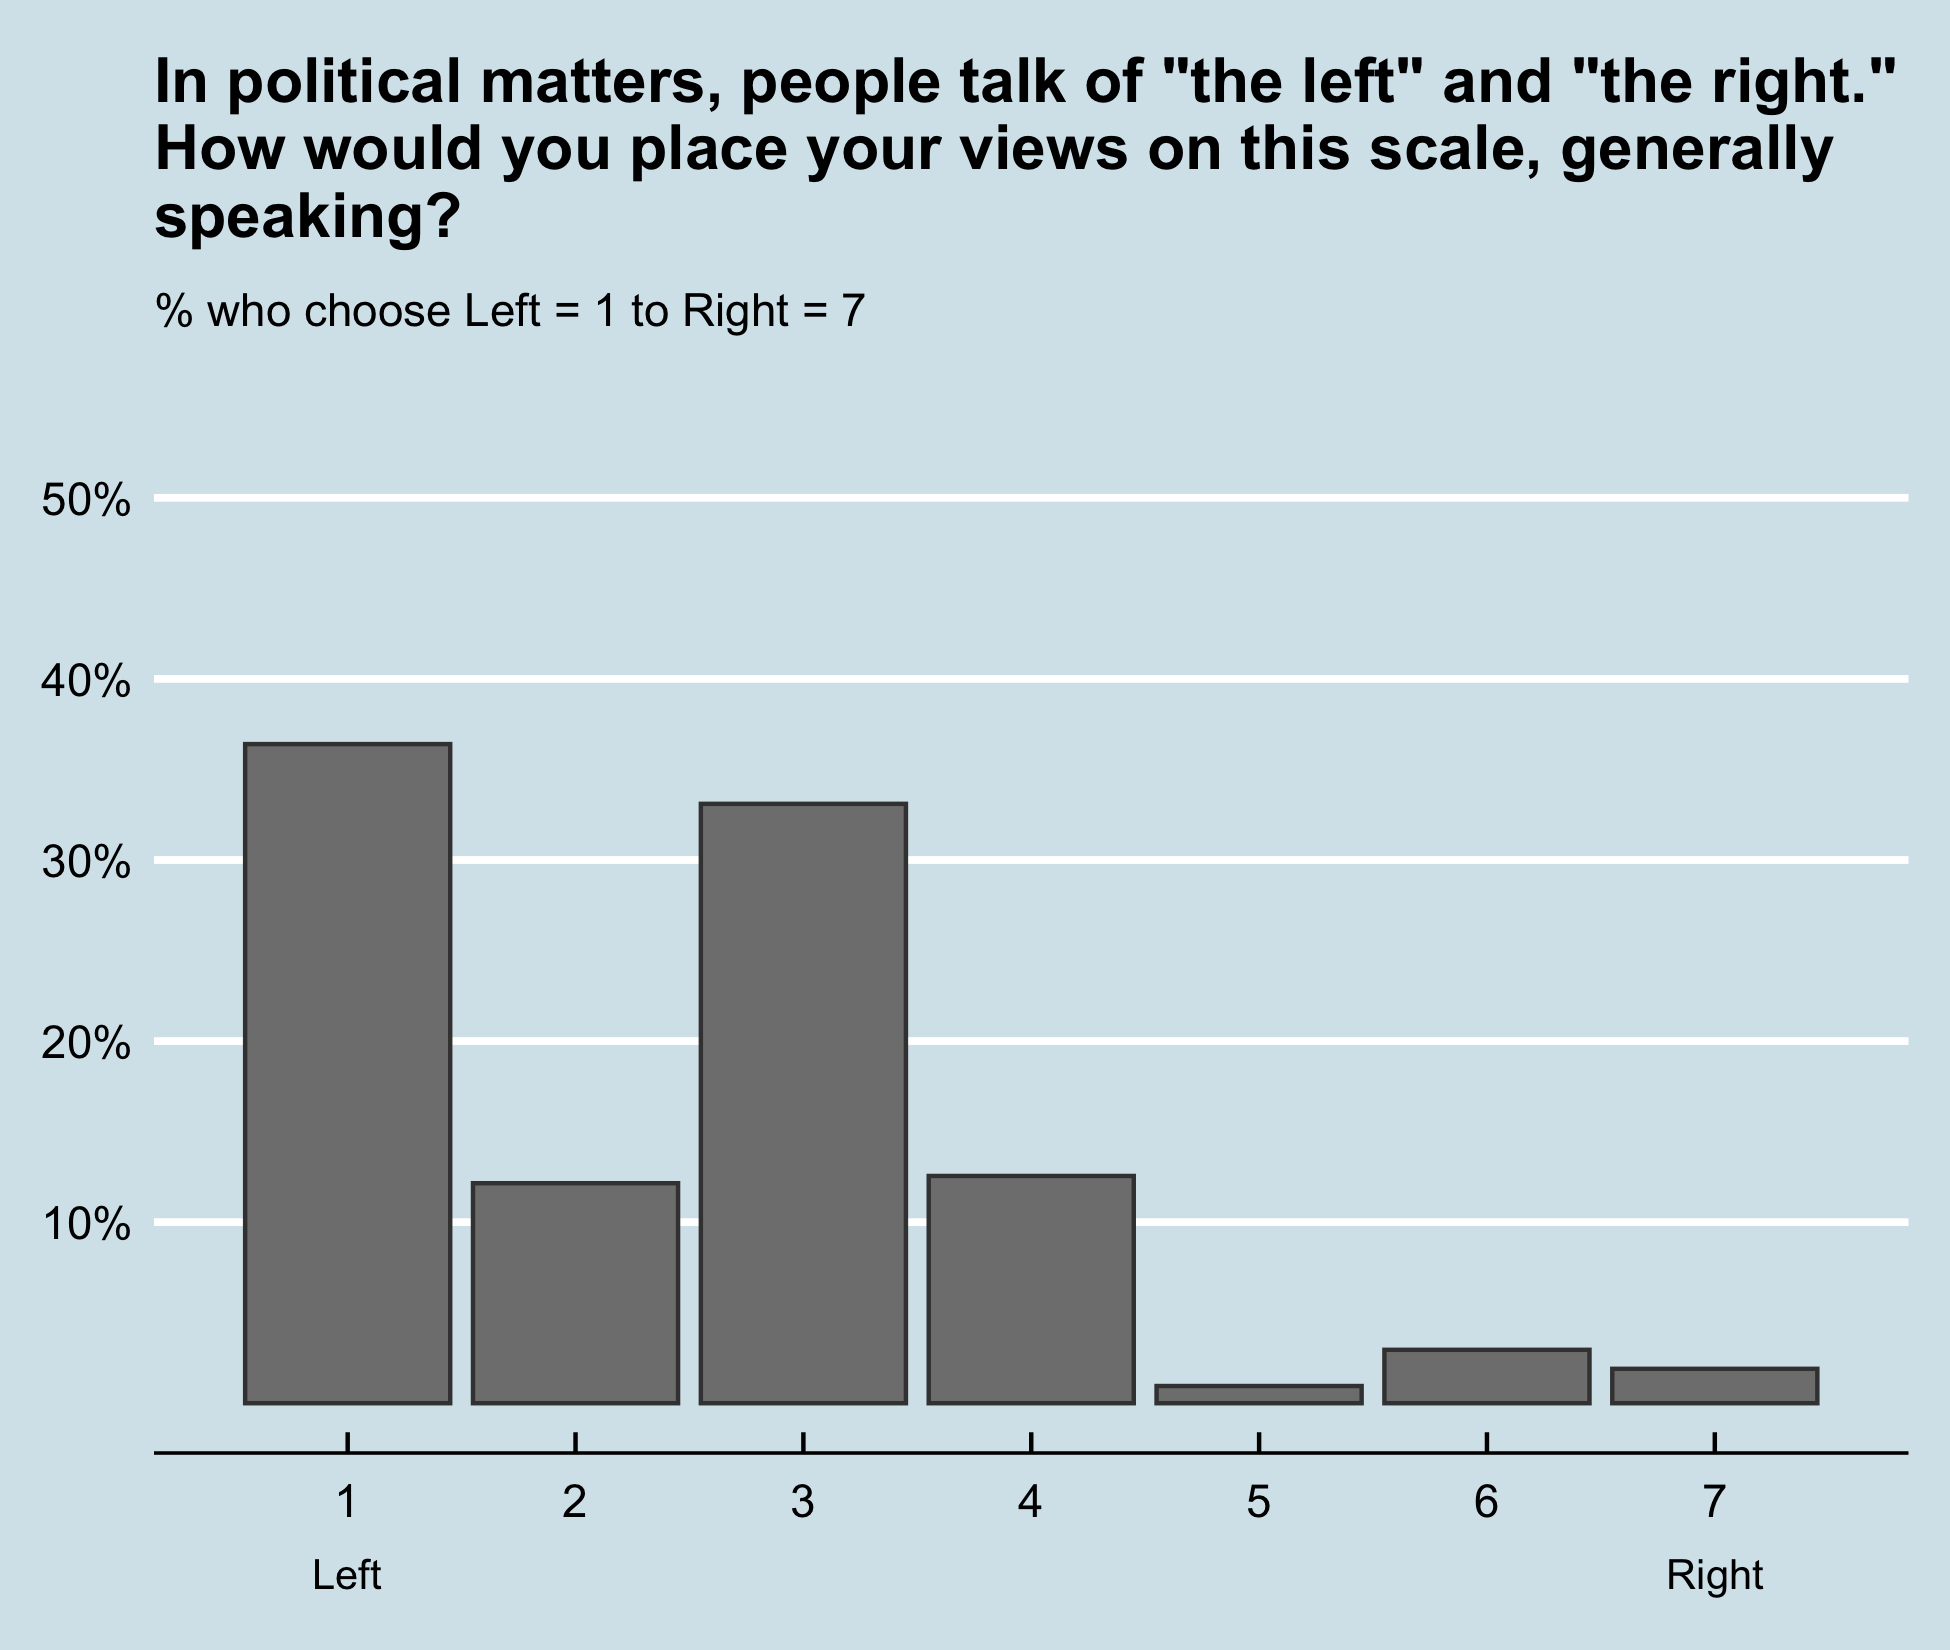 In political matters, people talk of "the left" and "the right."
How would you place your views on this scale, generally
speaking?
% who choose Left = 1 to Right = 7
50%
40%
30%
20%
10%
1 2 3 4 5 6 7
Left Right